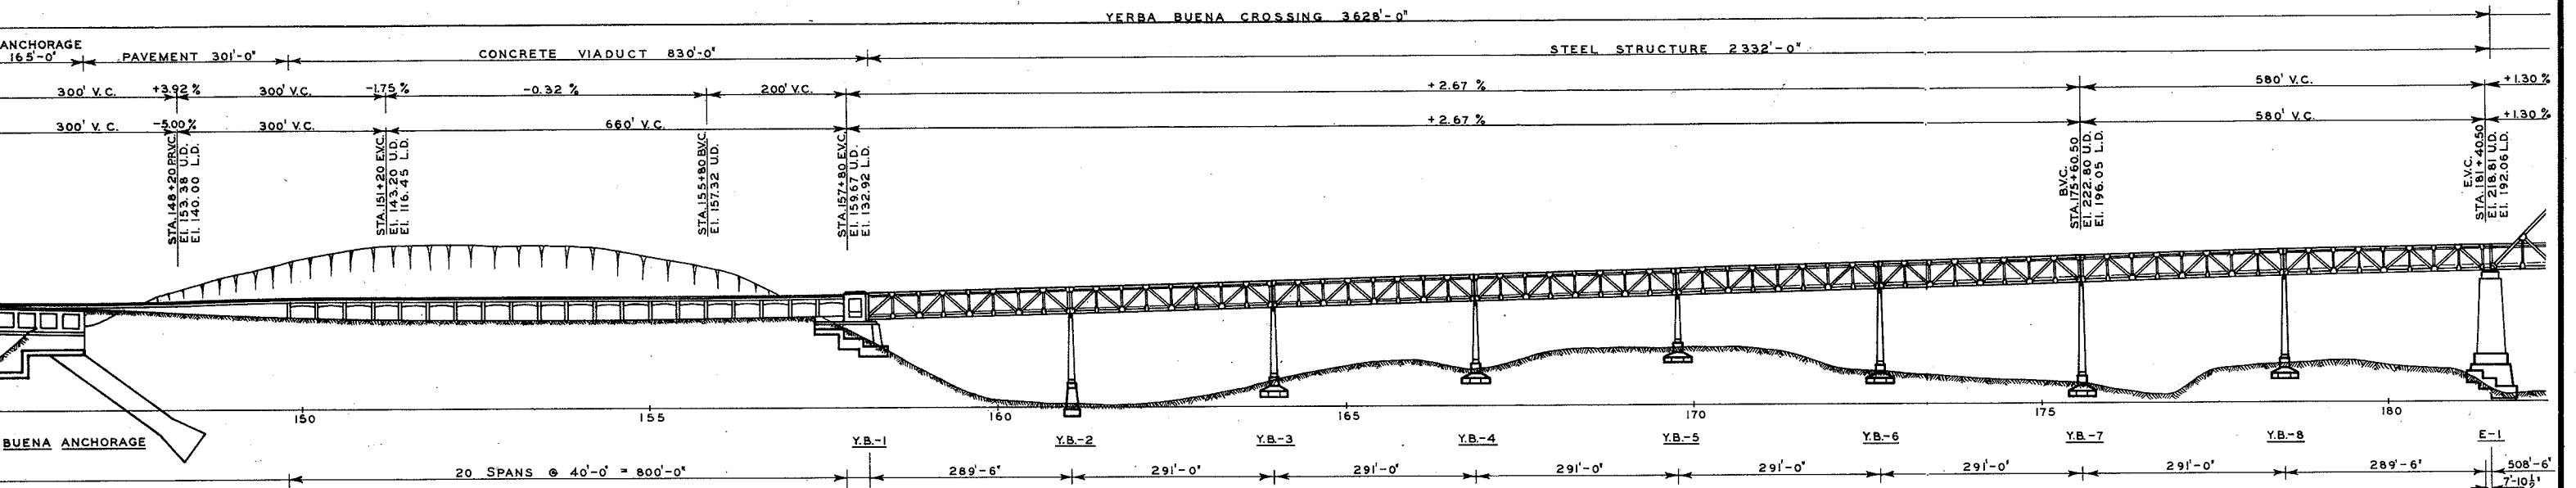 YERBA BUENA CROSSING 3628'-0"
ANCHORAGE
165'-0"
PAVEMENT 301'-0"
CONCRETE VIADUCT 830'-0"
STEEL STRUCTURE 2332'-0"
300' V.C. +3.92 % 300' V.C. -1.75 % -0.32 % 200' V.C. +2.67 % 580' V.C. +1.30 %
300' V. C. -5.00 % 300' V.C. 660' V.C. +2.67 % 580' V.C. +1.30 %
STA. 148+20 P.R.V.C.
El. 153.38 U.D.
El. 140.00 L.D.
STA. 151+20 E.V.C.
El. 143.20 U.D.
El. 116.45 L.D.
STA. 155+80 B.V.C.
El. 157.32 U.D.
STA. 157+80 E.V.C.
El. 159.67 U.D.
El. 132.92 L.D.
B.V.C.
STA. 175+60.50
El. 222.80 U.D.
El. 196.05 L.D.
E.V.C.
STA. 181+40.50
El. 218.81 U.D.
El. 192.06 L.D.
150 155 160 165 170 175 180
BUENA ANCHORAGE
Y.B.-1 Y.B.-2 Y.B.-3 Y.B.-4 Y.B.-5 Y.B.-6 Y.B.-7 Y.B.-8 E-1
20 SPANS @ 40'-0" = 800'-0" 289'-6" 291'-0" 291'-0" 291'-0" 291'-0" 291'-0" 291'-0" 289'-6" 508'-6"
7'-10½"